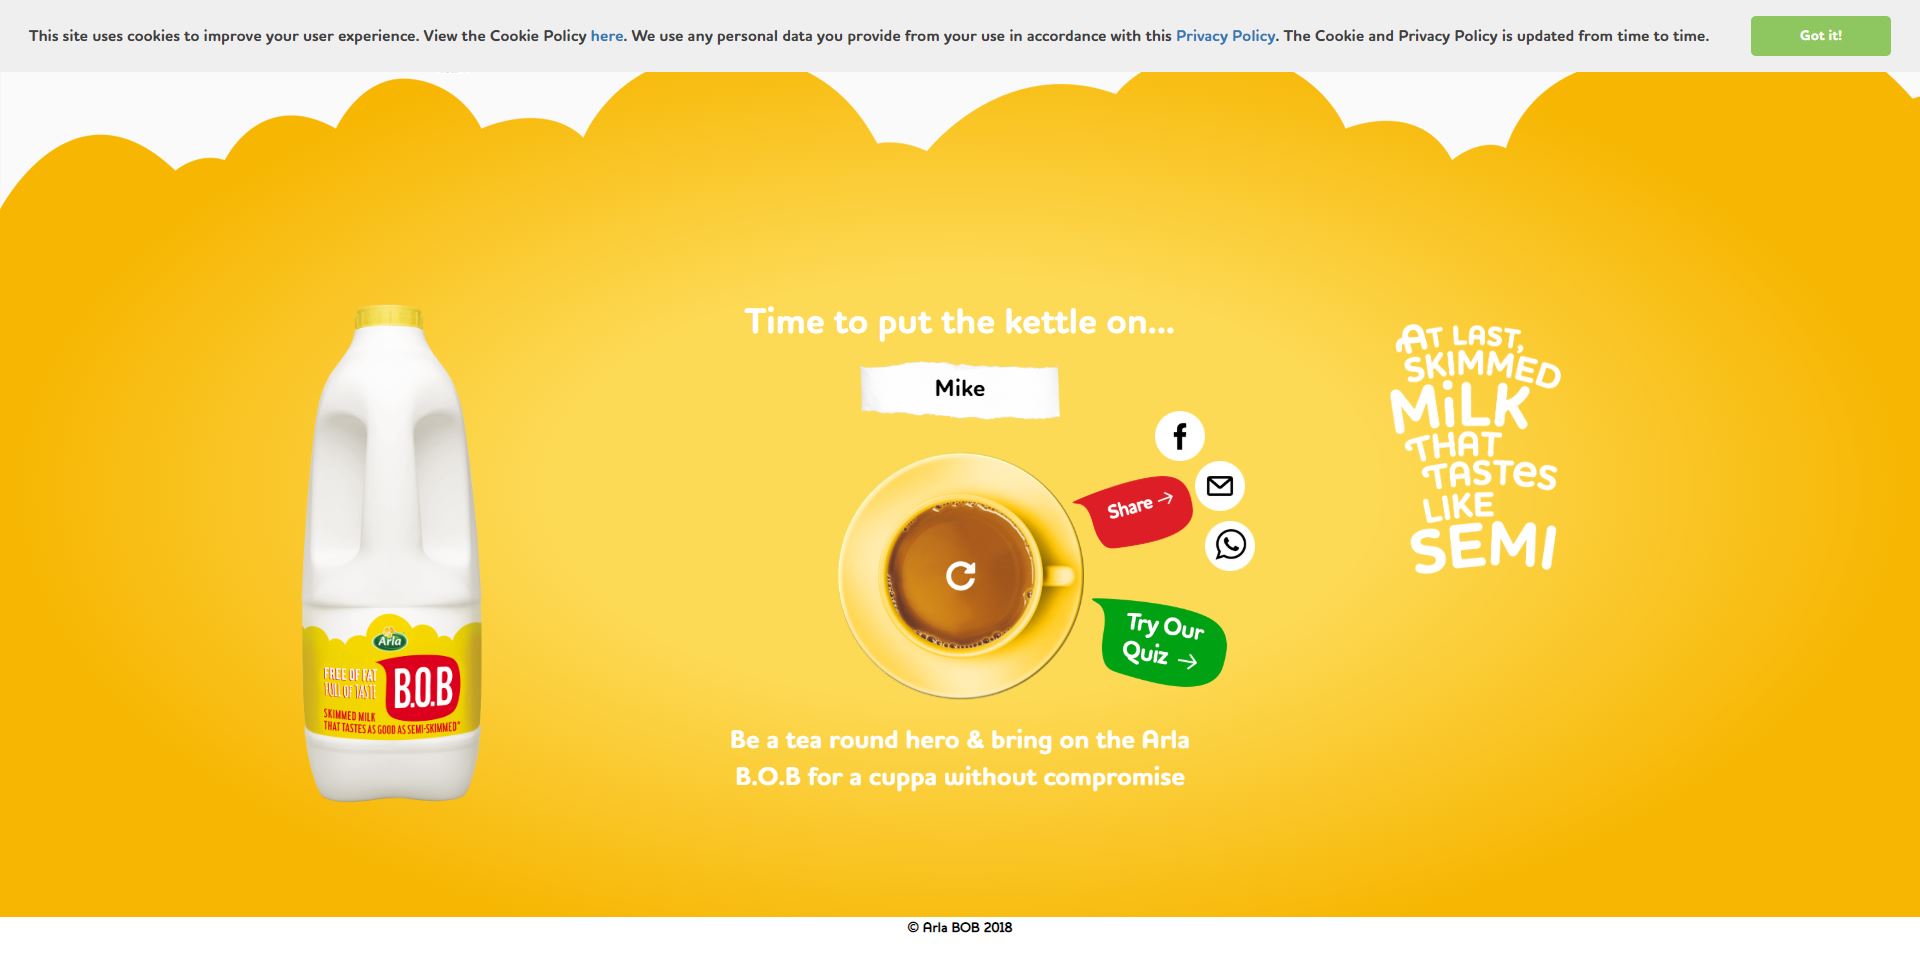 This site uses cookies to improve your user experience. View the Cookie Policy here. We use any personal data you provide from your use in accordance with this Privacy Policy. The Cookie and Privacy Policy is updated from time to time.
Got it!
Time to put the kettle on...
Mike
Share →
Try Our
Quiz →
Be a tea round hero & bring on the Arla
B.O.B for a cuppa without compromise
AT LAST,
SKIMMED
MiLK
THAT
TASTeS
LIKE
SEMI
Arla
FREE OF FAT
FULL OF TASTE
B.O.B
SKIMMED MILK
THAT TASTES AS GOOD AS SEMI-SKIMMED*
© Arla BOB 2018